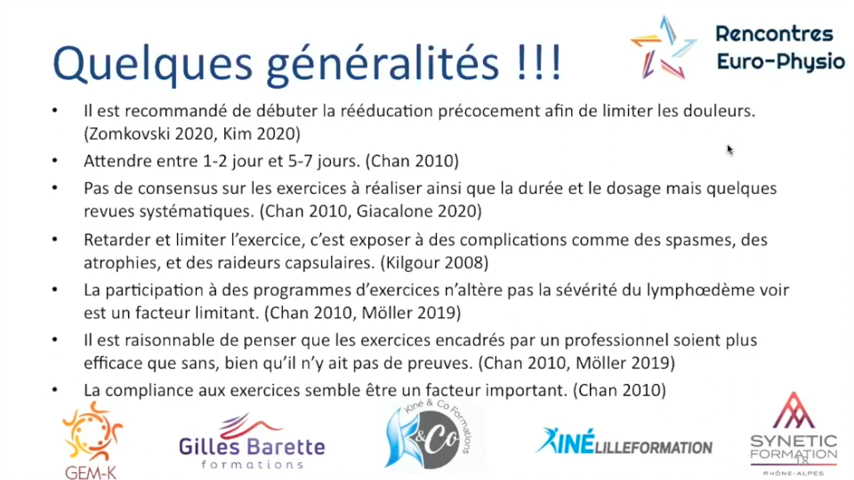 Quelques généralités !!!
Rencontres
Euro-Physio
• Il est recommandé de débuter la rééducation précocement afin de limiter les douleurs.
(Zomkovski 2020, Kim 2020)
• Attendre entre 1-2 jour et 5-7 jours. (Chan 2010)
• Pas de consensus sur les exercices à réaliser ainsi que la durée et le dosage mais quelques
revues systématiques. (Chan 2010, Giacalone 2020)
• Retarder et limiter l'exercice, c'est exposer à des complications comme des spasmes, des
atrophies, et des raideurs capsulaires. (Kilgour 2008)
• La participation à des programmes d'exercices n'altère pas la sévérité du lymphœdème voir
est un facteur limitant. (Chan 2010, Möller 2019)
• Il est raisonnable de penser que les exercices encadrés par un professionnel soient plus
efficace que sans, bien qu'il n'y ait pas de preuves. (Chan 2010, Möller 2019)
• La compliance aux exercices semble être un facteur important. (Chan 2010)
GEM-K
Gilles Barette
formations
Kiné & Co Formations
K&Co
KINÉLILLEFORMATION
SYNETIC
FORMATION
18
RHÔNE-ALPES